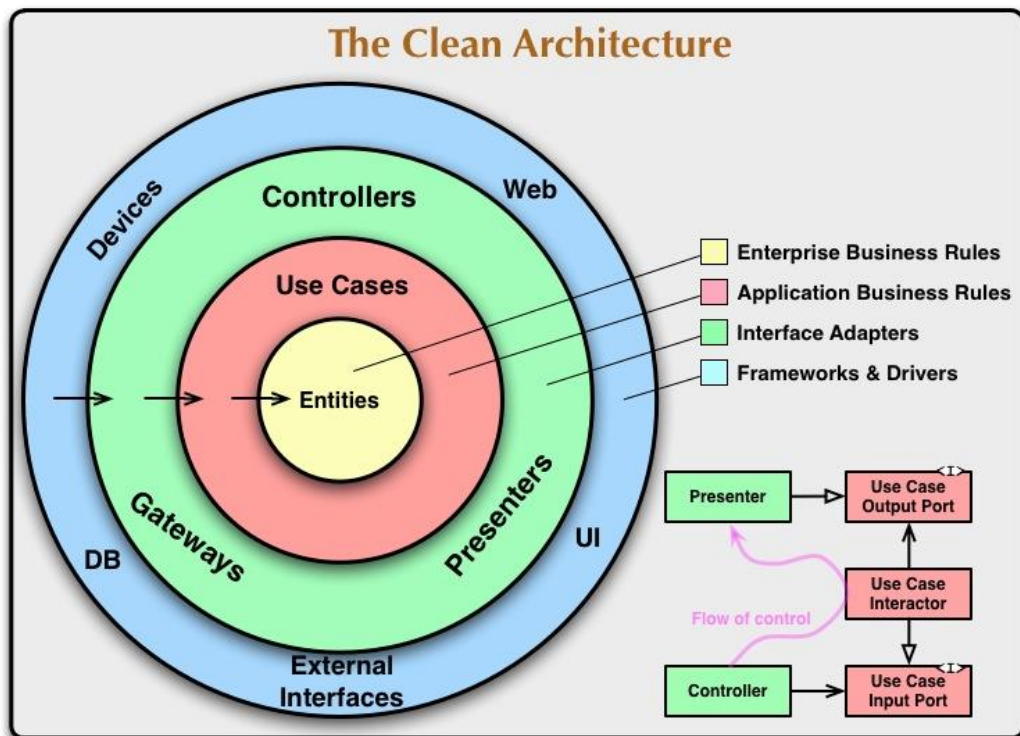 The Clean Architecture
Devices
Web
Controllers
Use Cases
Entities
Gateways
Presenters
DB
UI
External
Interfaces
Enterprise Business Rules
Application Business Rules
Interface Adapters
Frameworks & Drivers
Presenter
<I>
Use Case
Output Port
Use Case
Interactor
Flow of control
Controller
<I>
Use Case
Input Port